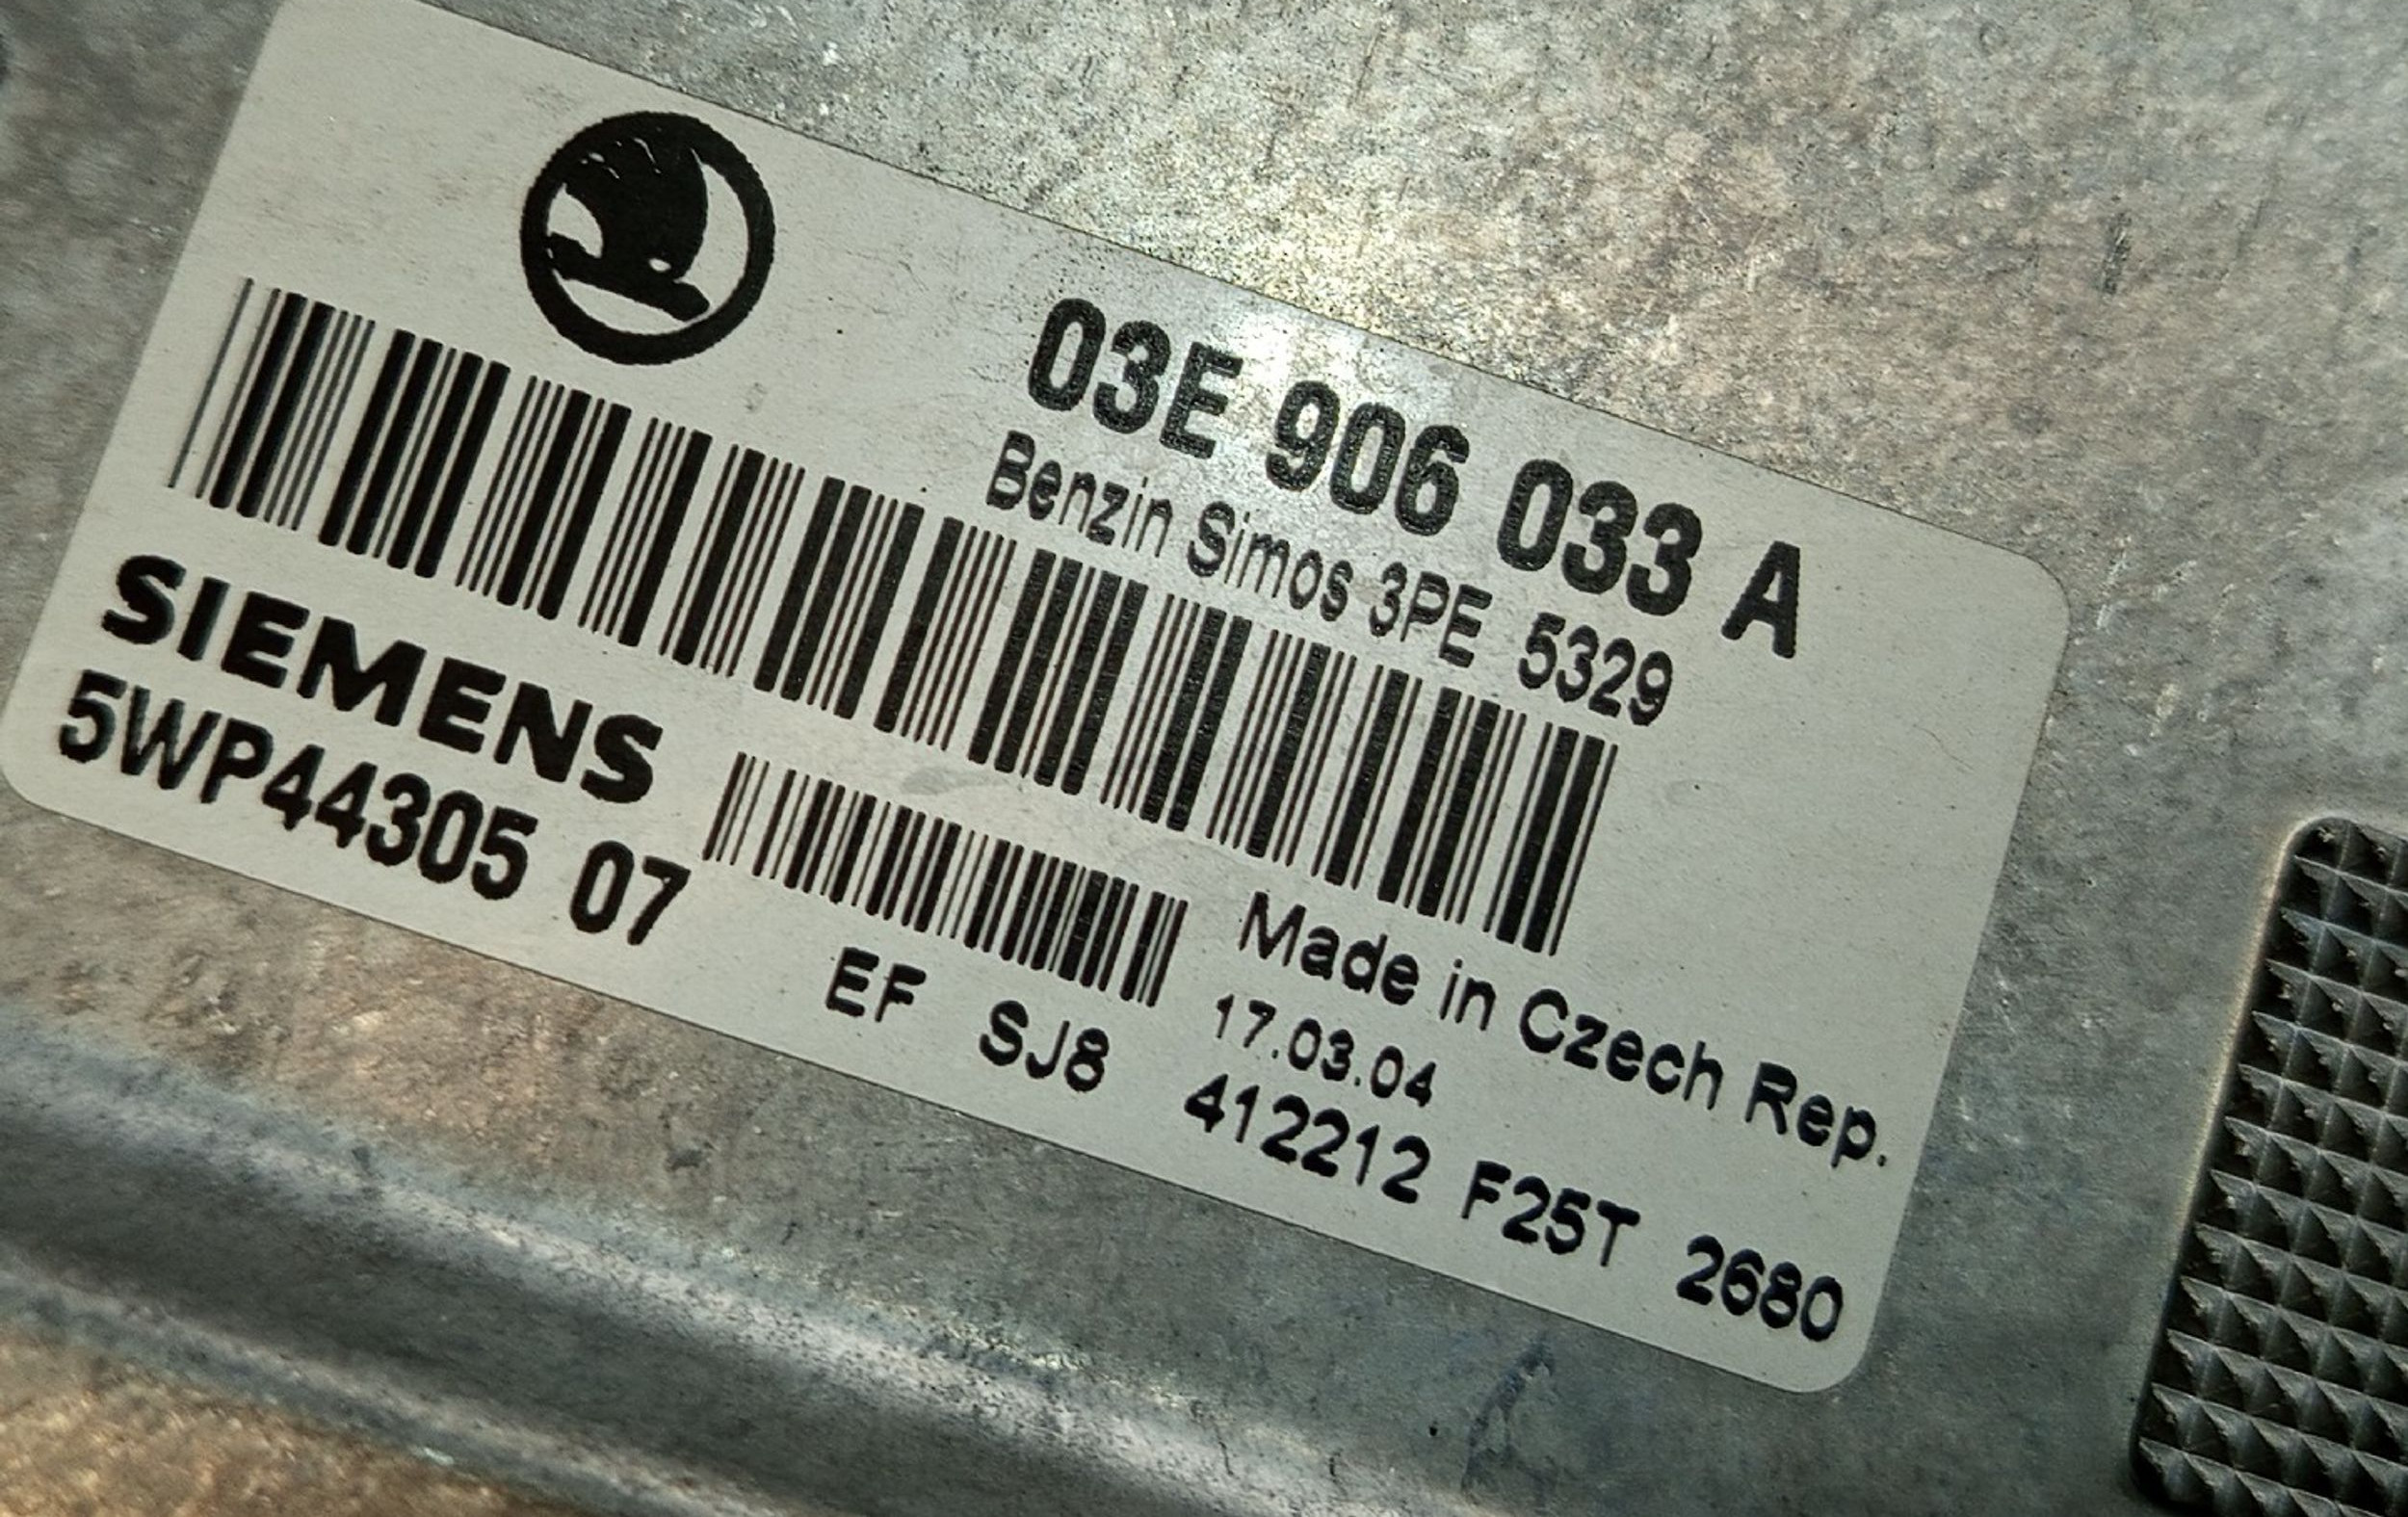 03E 906 033 A
Benzin Simos 3PE 5329
SIEMENS
5WP44305 07
Made in Czech Rep.
17.03.04
EF SJ8 412212 F25T 2680